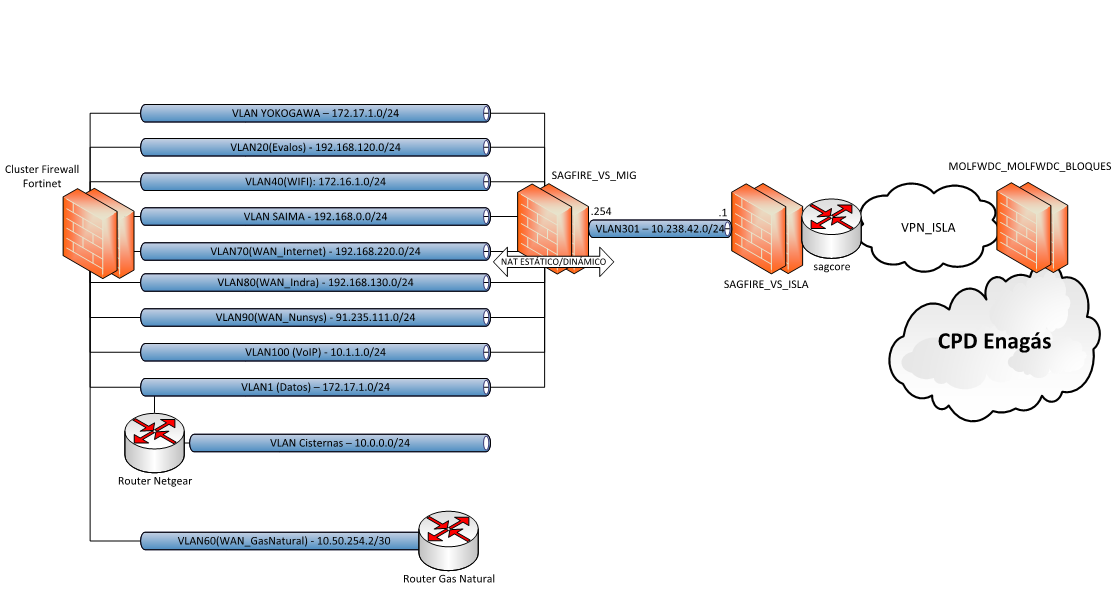 VLAN YOKOGAWA – 172.17.1.0/24
VLAN20(Evalos) - 192.168.120.0/24
Cluster Firewall
Fortinet
VLAN40(WIFI): 172.16.1.0/24
SAGFIRE_VS_MIG
MOLFWDC_MOLFWDC_BLOQUES
VLAN SAIMA - 192.168.0.0/24
.254
.1
VLAN301 – 10.238.42.0/24
VPN_ISLA
VLAN70(WAN_Internet) - 192.168.220.0/24
NAT ESTÁTICO/DINÁMICO
sagcore
VLAN80(WAN_Indra) - 192.168.130.0/24
SAGFIRE_VS_ISLA
VLAN90(WAN_Nunsys) - 91.235.111.0/24
CPD Enagás
VLAN100 (VoIP) - 10.1.1.0/24
VLAN1 (Datos) – 172.17.1.0/24
VLAN Cisternas – 10.0.0.0/24
Router Netgear
VLAN60(WAN_GasNatural) - 10.50.254.2/30
Router Gas Natural